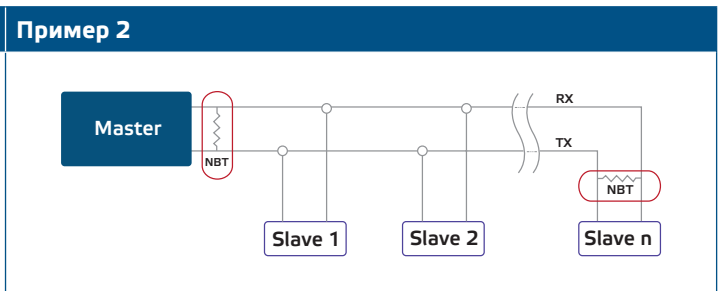 Пример 2
Master
NBT
RX
TX
NBT
Slave 1
Slave 2
Slave n